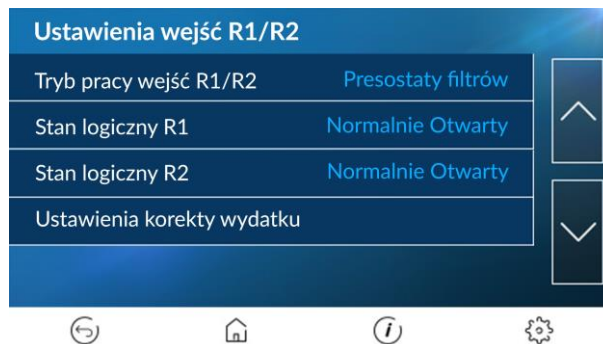 Ustawienia wejść R1/R2
Tryb pracy wejść R1/R2 Presostaty filtrów
Stan logiczny R1 Normalnie Otwarty
Stan logiczny R2 Normalnie Otwarty
Ustawienia korekty wydatku